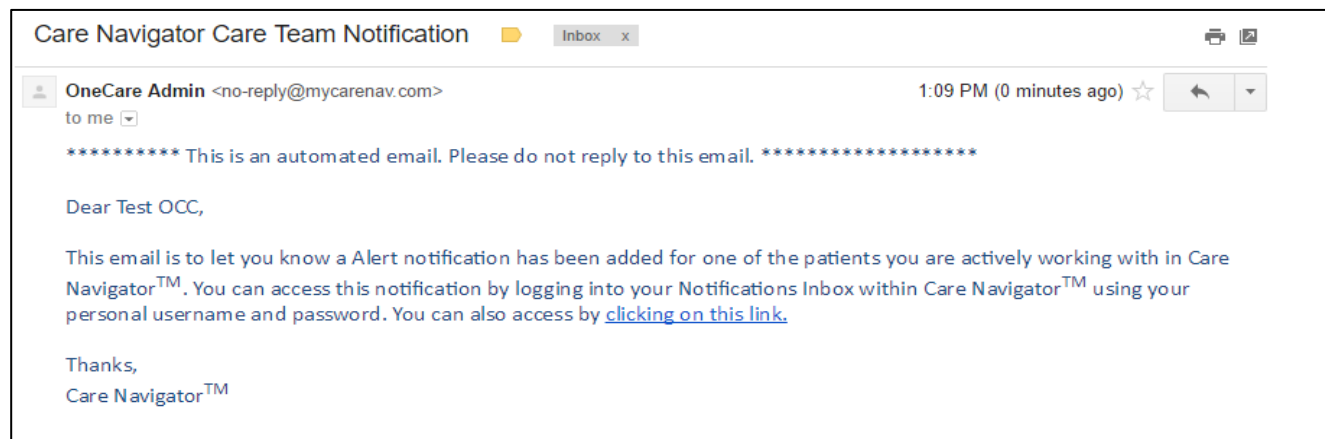 Care Navigator Care Team Notification Inbox x
OneCare Admin <no-reply@mycarenav.com> 1:09 PM (0 minutes ago)
to me
********** This is an automated email. Please do not reply to this email. *******************
Dear Test OCC,
This email is to let you know a Alert notification has been added for one of the patients you are actively working with in Care
Navigator™. You can access this notification by logging into your Notifications Inbox within Care Navigator™ using your
personal username and password. You can also access by clicking on this link.
Thanks,
Care Navigator™